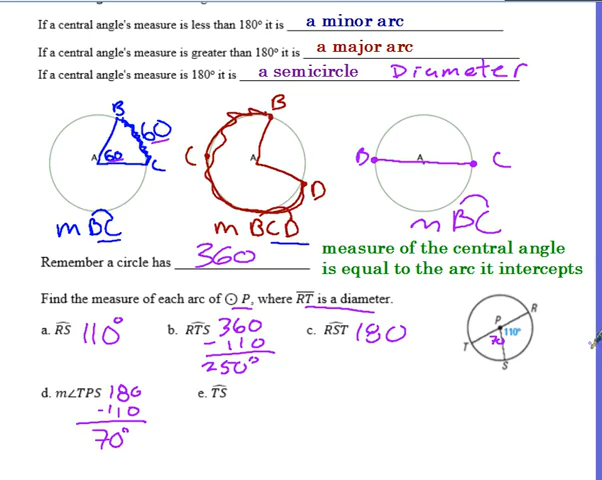 If a central angle's measure is less than 180° it is a minor arc
If a central angle's measure is greater than 180° it is a major arc
If a central angle's measure is 180° it is a semicircle Diameter
B 60 A 60 C
B C A D
B A C
m BC
m BCD
m BC
Remember a circle has 360
measure of the central angle
is equal to the arc it intercepts
Find the measure of each arc of ⊙ P, where RT is a diameter.
a. RS 110°
b. RTS 360
-110
250°
c. RST 180
P R 110° 70 T S
d. m∠TPS 180
-110
70°
e. TS